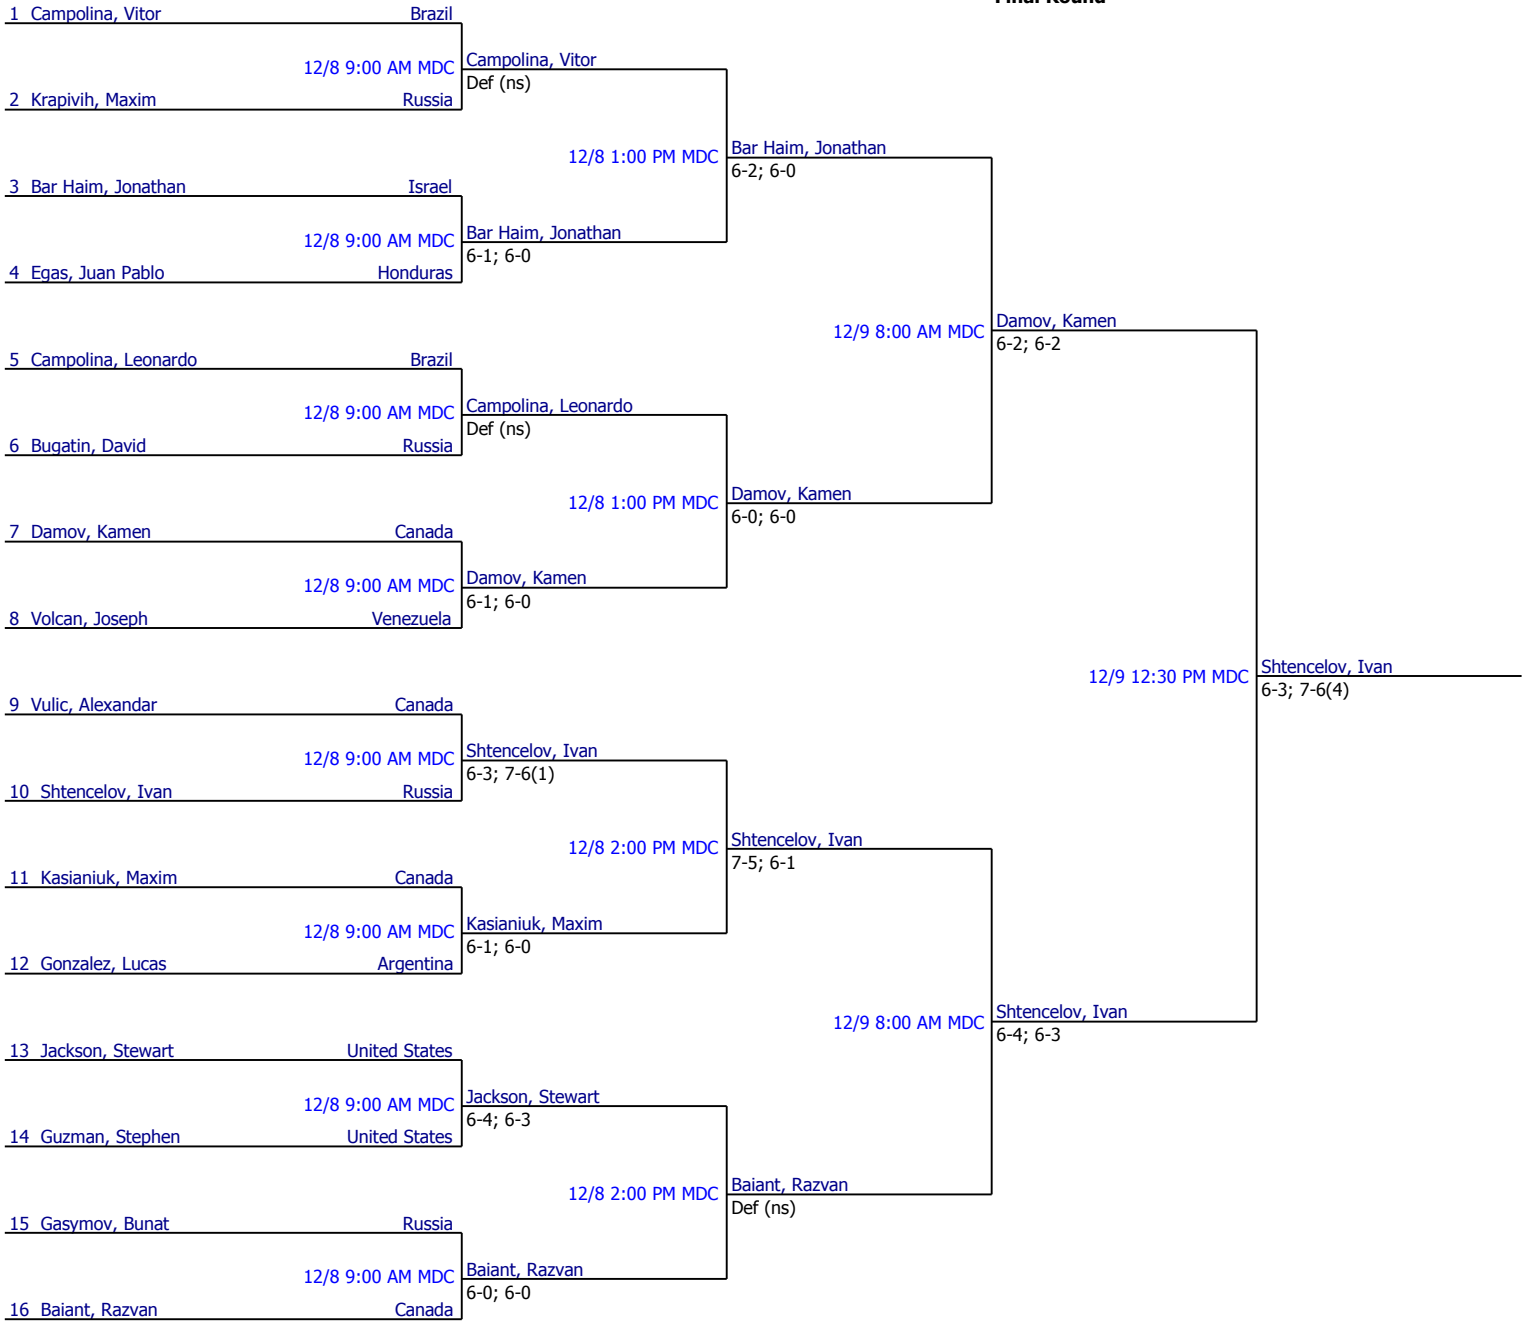 Final Round
1 Campolina, Vitor Brazil
12/8 9:00 AM MDC Campolina, Vitor
Def (ns)
2 Krapivih, Maxim Russia
12/8 1:00 PM MDC Bar Haim, Jonathan
6-2; 6-0
3 Bar Haim, Jonathan Israel
12/8 9:00 AM MDC Bar Haim, Jonathan
6-1; 6-0
4 Egas, Juan Pablo Honduras
12/9 8:00 AM MDC Damov, Kamen
6-2; 6-2
5 Campolina, Leonardo Brazil
12/8 9:00 AM MDC Campolina, Leonardo
Def (ns)
6 Bugatin, David Russia
12/8 1:00 PM MDC Damov, Kamen
6-0; 6-0
7 Damov, Kamen Canada
12/8 9:00 AM MDC Damov, Kamen
6-1; 6-0
8 Volcan, Joseph Venezuela
12/9 12:30 PM MDC Shtencelov, Ivan
6-3; 7-6(4)
9 Vulic, Alexandar Canada
12/8 9:00 AM MDC Shtencelov, Ivan
6-3; 7-6(1)
10 Shtencelov, Ivan Russia
12/8 2:00 PM MDC Shtencelov, Ivan
7-5; 6-1
11 Kasianiuk, Maxim Canada
12/8 9:00 AM MDC Kasianiuk, Maxim
6-1; 6-0
12 Gonzalez, Lucas Argentina
12/9 8:00 AM MDC Shtencelov, Ivan
6-4; 6-3
13 Jackson, Stewart United States
12/8 9:00 AM MDC Jackson, Stewart
6-4; 6-3
14 Guzman, Stephen United States
12/8 2:00 PM MDC Baiant, Razvan
Def (ns)
15 Gasymov, Bunat Russia
12/8 9:00 AM MDC Baiant, Razvan
6-0; 6-0
16 Baiant, Razvan Canada